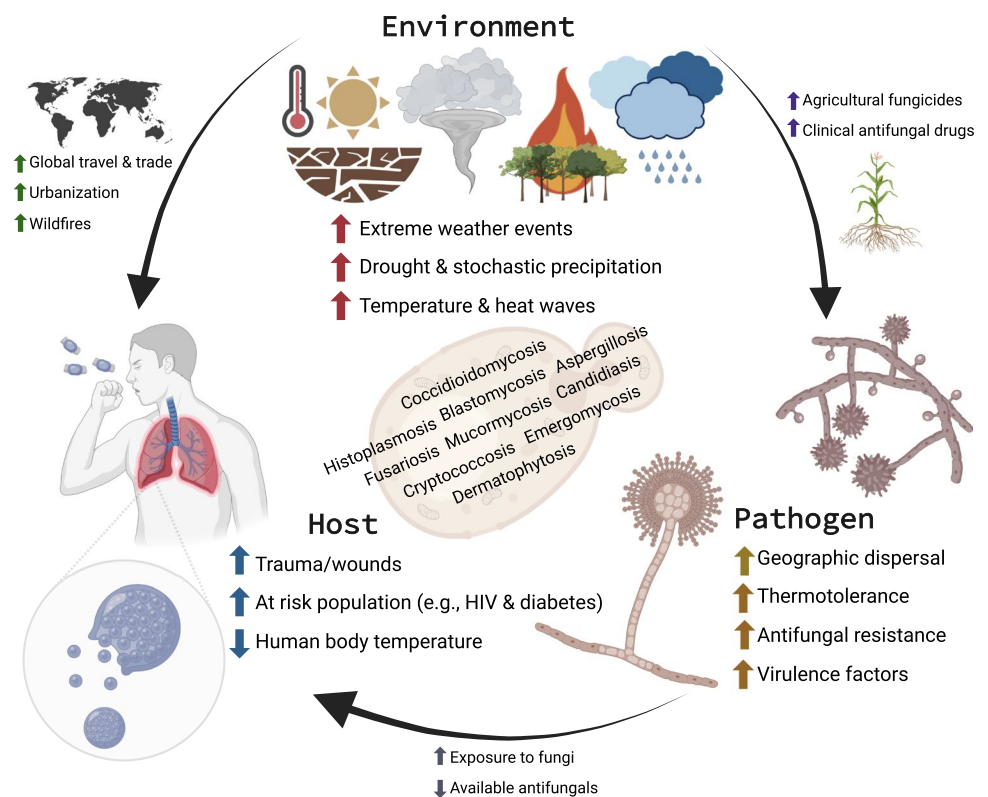 Environment
Global travel & trade
Urbanization
Wildfires
Agricultural fungicides
Clinical antifungal drugs
Extreme weather events
Drought & stochastic precipitation
Temperature & heat waves
Coccidioidomycosis
Blastomycosis Aspergillosis
Histoplasmosis Mucormycosis Candidiasis
Fusariosis
Cryptococcosis Emergomycosis
Dermatophytosis
Host
Trauma/wounds
At risk population (e.g., HIV & diabetes)
Human body temperature
Pathogen
Geographic dispersal
Thermotolerance
Antifungal resistance
Virulence factors
Exposure to fungi
Available antifungals